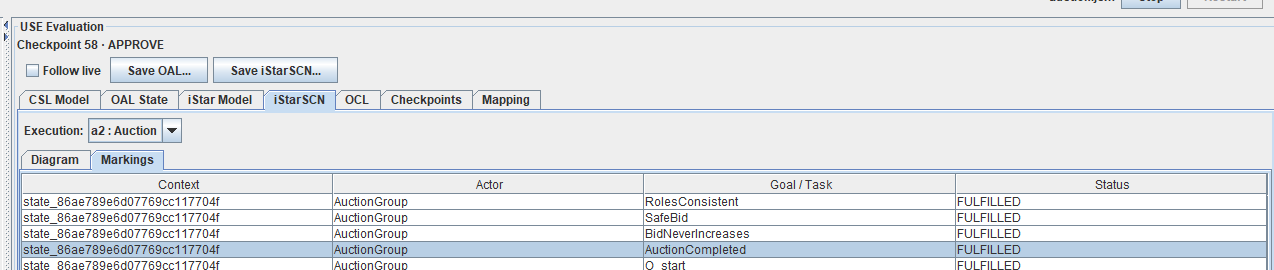 Stop
USE Evaluation
Checkpoint 58 · APPROVE
Follow live Save OAL... Save iStarSCN...
CSL Model OAL State iStar Model iStarSCN OCL Checkpoints Mapping
Execution: a2 : Auction
Diagram Markings
Context Actor Goal / Task Status
state_86ae789e6d07769cc117704f AuctionGroup RolesConsistent FULFILLED
state_86ae789e6d07769cc117704f AuctionGroup SafeBid FULFILLED
state_86ae789e6d07769cc117704f AuctionGroup BidNeverIncreases FULFILLED
state_86ae789e6d07769cc117704f AuctionGroup AuctionCompleted FULFILLED
state_86ae789e6d07769cc117704f AuctionGroup O_start FULFILLED